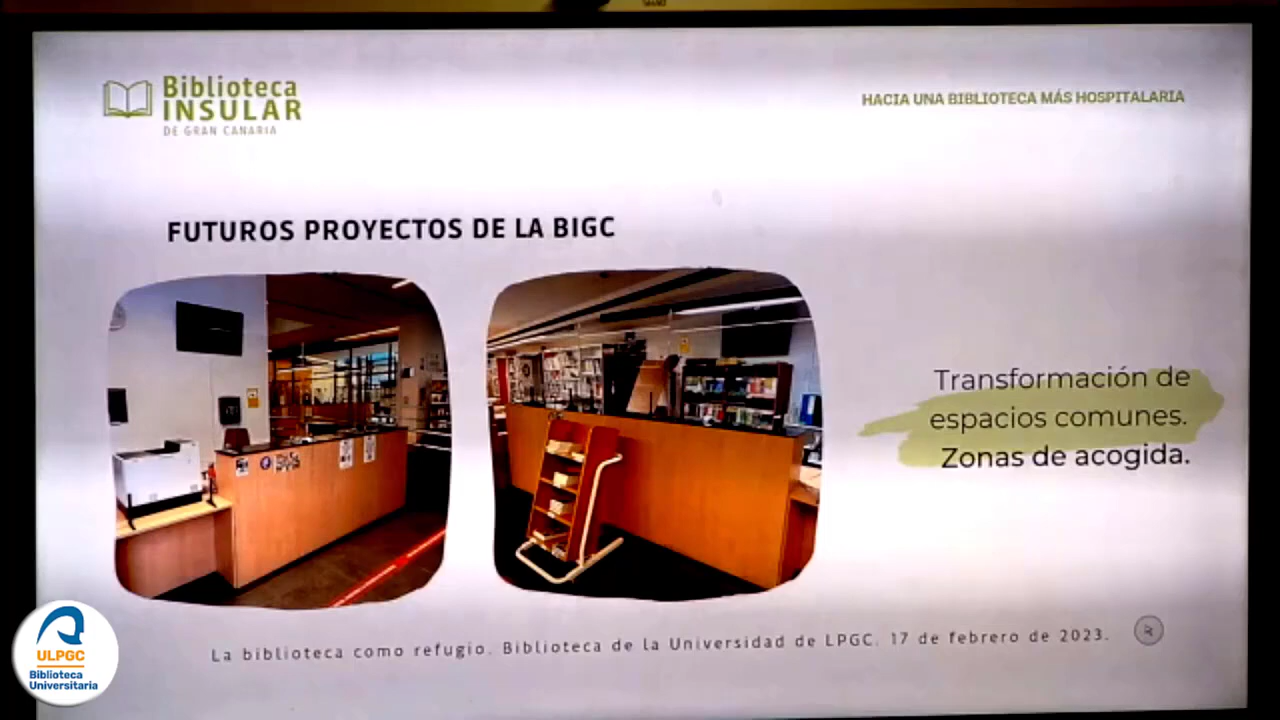 Biblioteca
INSULAR
DE GRAN CANARIA
HACIA UNA BIBLIOTECA MÁS HOSPITALARIA
FUTUROS PROYECTOS DE LA BIGC
Transformación de
espacios comunes.
Zonas de acogida.
La biblioteca como refugio. Biblioteca de la Universidad de LPGC. 17 de febrero de 2023.
ULPGC
Biblioteca
Universitaria